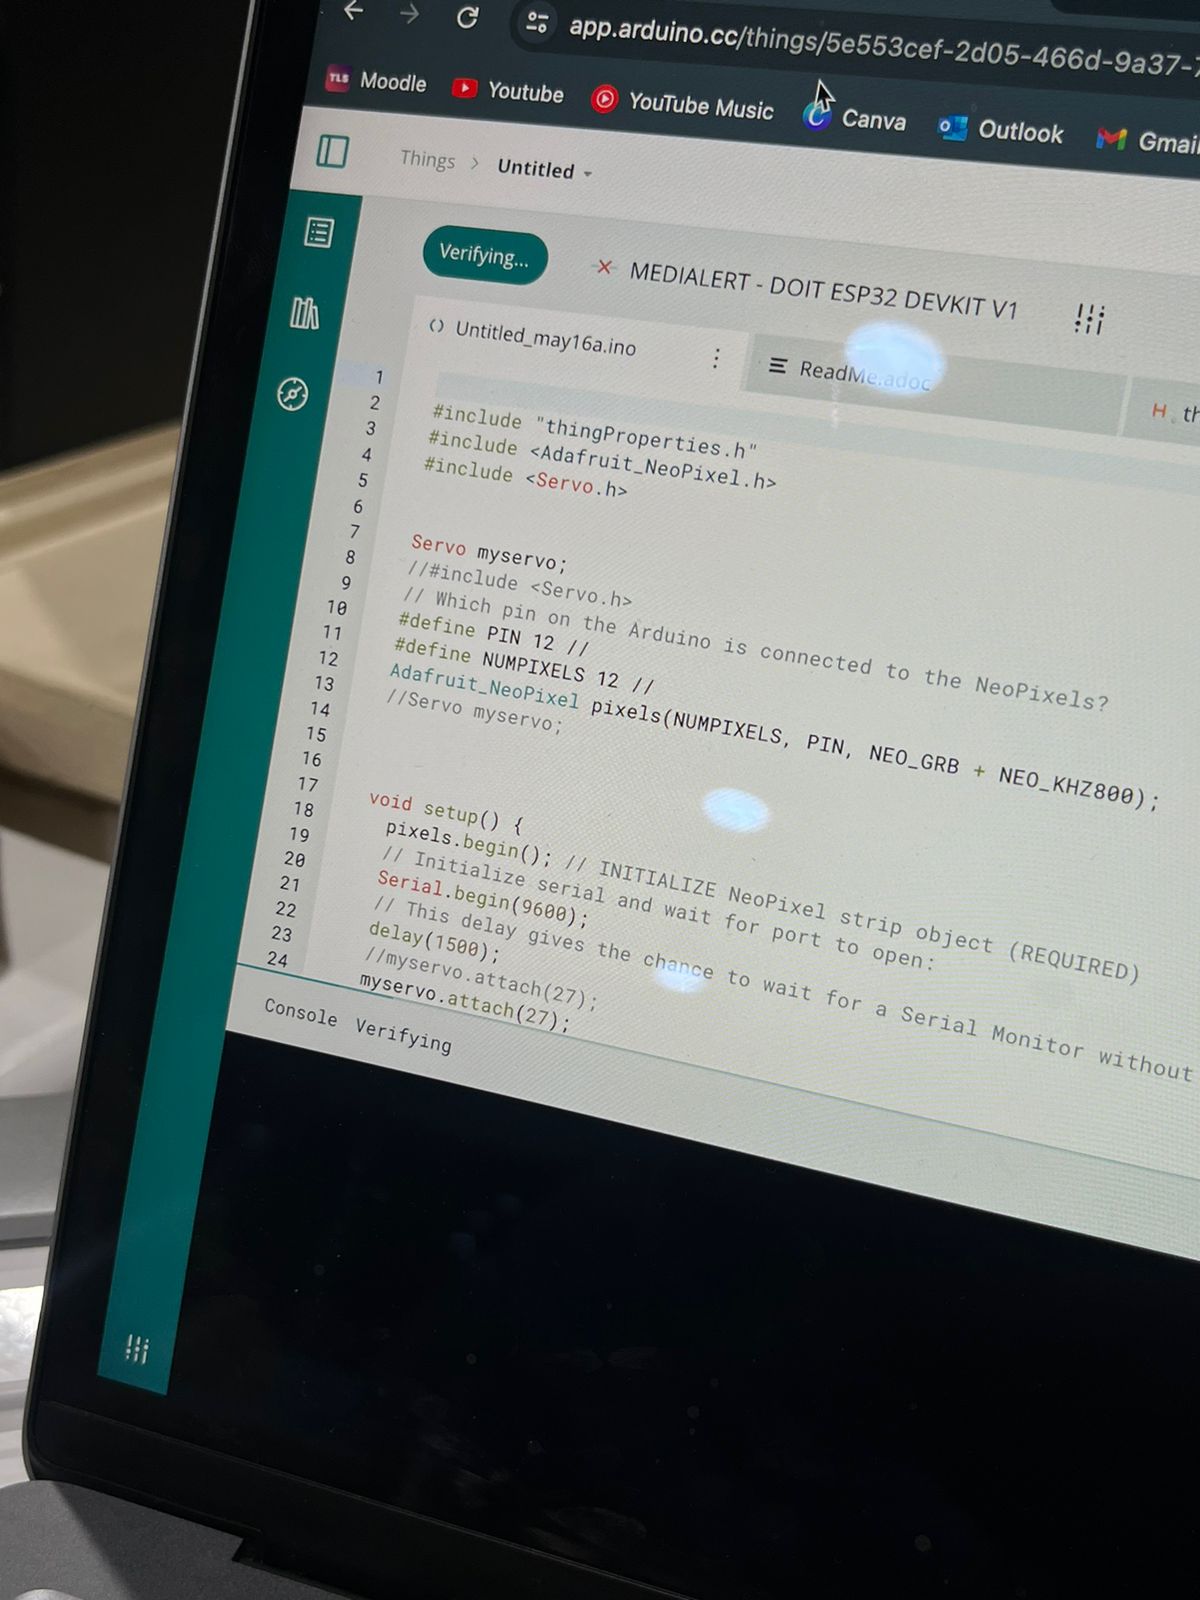 app.arduino.cc/things/5e553cef-2d05-466d-9a37-
TLS Moodle Youtube YouTube Music Canva Outlook Gmail
Things > Untitled
Verifying... × MEDIALERT - DOIT ESP32 DEVKIT V1
<> Untitled_may16a.ino ReadMe.adoc H th
1
2 #include "thingProperties.h"
3 #include <Adafruit_NeoPixel.h>
4 #include <Servo.h>
5
6
7 Servo myservo;
8 //#include <Servo.h>
9 // Which pin on the Arduino is connected to the NeoPixels?
10 #define PIN 12 //
11 #define NUMPIXELS 12 //
12 Adafruit_NeoPixel pixels(NUMPIXELS, PIN, NEO_GRB + NEO_KHZ800);
13 //Servo myservo;
14
15
16
17 void setup() {
18 pixels.begin(); // INITIALIZE NeoPixel strip object (REQUIRED)
19 // Initialize serial and wait for port to open:
20 Serial.begin(9600);
21 // This delay gives the chance to wait for a Serial Monitor without
22 delay(1500);
23 //myservo.attach(27);
24 myservo.attach(27);
Console Verifying